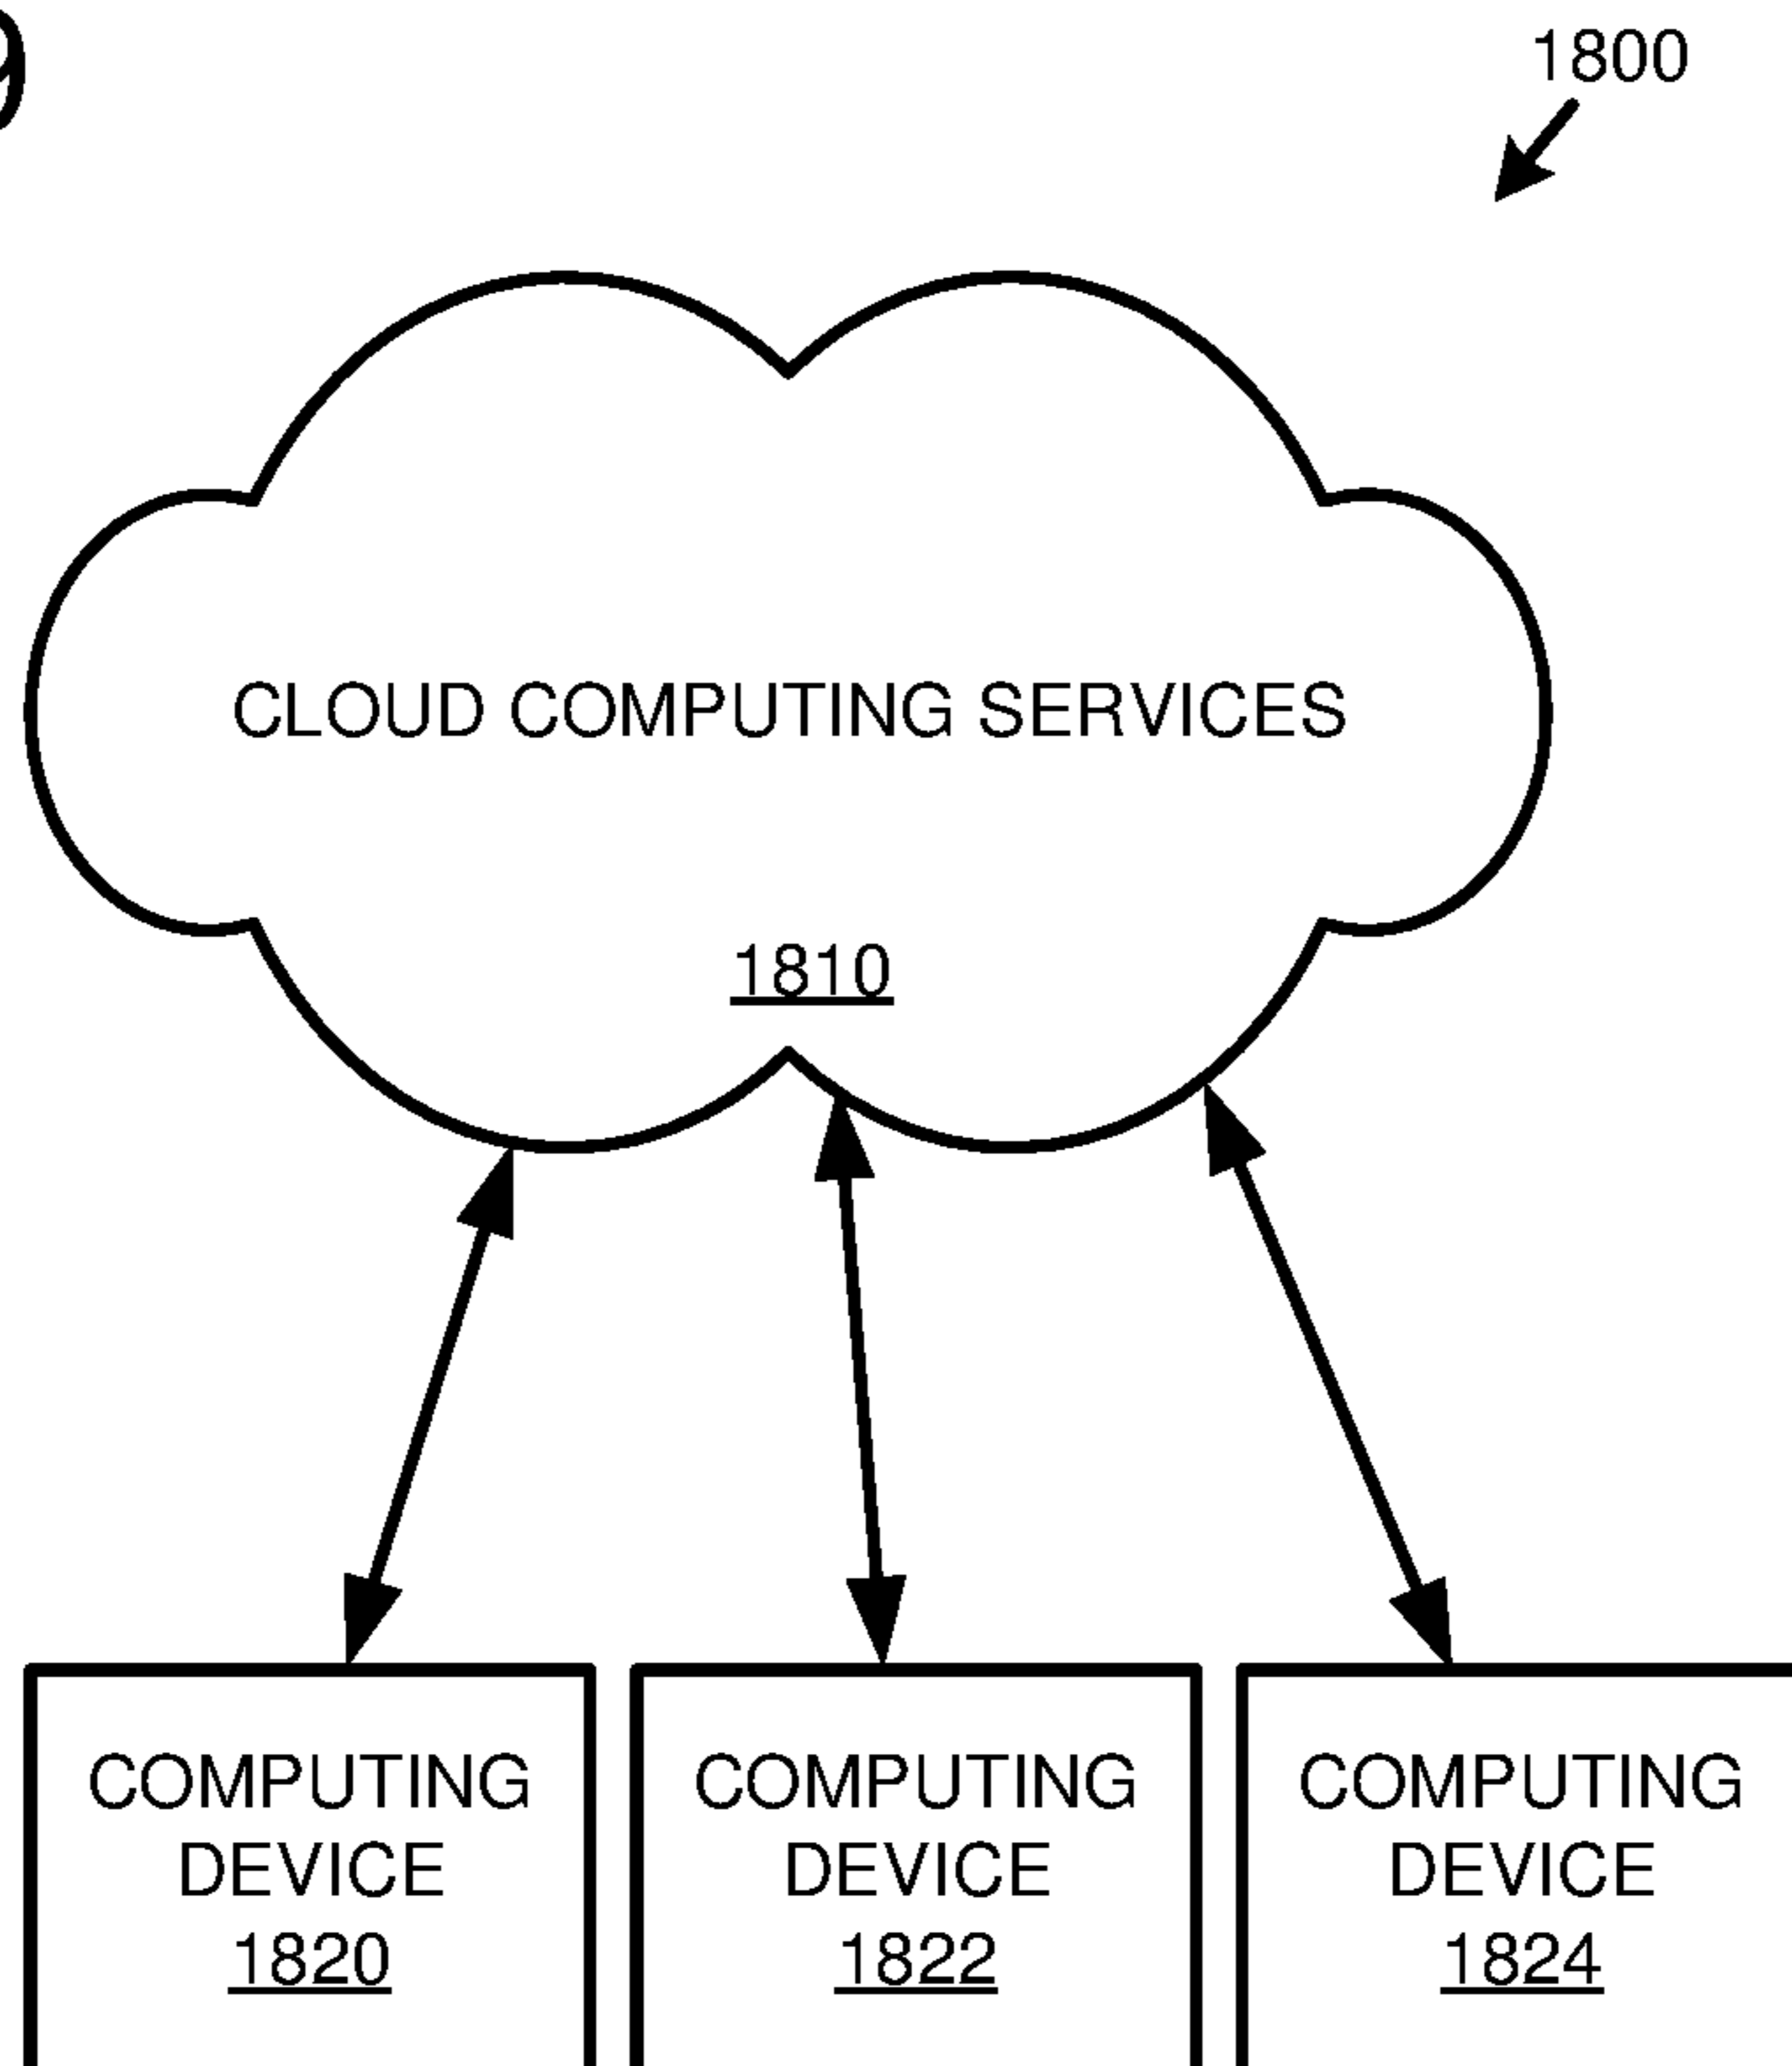 1800
CLOUD COMPUTING SERVICES
1810
COMPUTING
DEVICE
1820
COMPUTING
DEVICE
1822
COMPUTING
DEVICE
1824